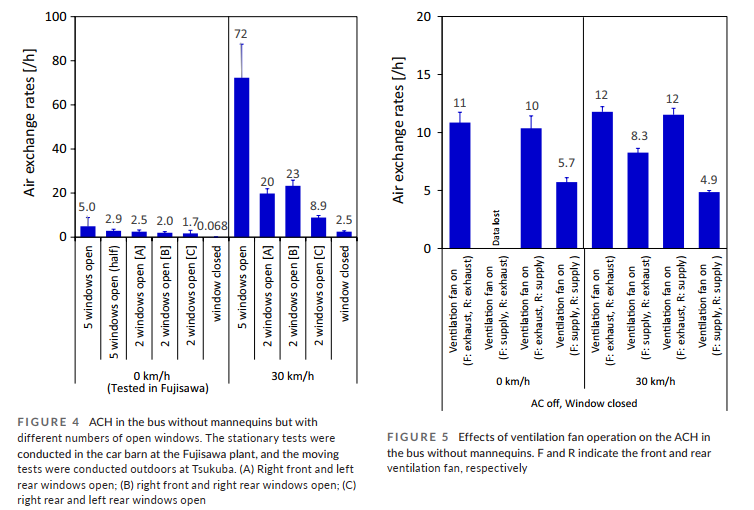 100
80
60
40
20
0
Air exchange rates [/h]
5.0
2.9
2.5
2.0
1.7
0.068
72
20
23
8.9
2.5
5 windows open
5 windows open (half)
2 windows open [A]
2 windows open [B]
2 windows open [C]
window closed
5 windows open
2 windows open [A]
2 windows open [B]
2 windows open [C]
window closed
0 km/h
(Tested in Fujisawa)
30 km/h
FIGURE 4 ACH in the bus without mannequins but with
different numbers of open windows. The stationary tests were
conducted in the car barn at the Fujisawa plant, and the moving
tests were conducted outdoors at Tsukuba. (A) Right front and left
rear windows open; (B) right front and right rear windows open; (C)
right rear and left rear windows open
20
15
10
5
0
Air exchange rates [/h]
11
Data lost
10
5.7
12
8.3
12
4.9
Ventilation fan on
(F: exhaust, R: exhaust)
Ventilation fan on
(F: supply, R: exhaust)
Ventilation fan on
(F: exhaust, R: supply)
Ventilation fan on
(F: supply, R: supply )
Ventilation fan on
(F: exhaust, R: exhaust)
Ventilation fan on
(F: supply, R: exhaust)
Ventilation fan on
(F: exhaust, R: supply)
Ventilation fan on
(F: supply, R: supply )
0 km/h
30 km/h
AC off, Window closed
FIGURE 5 Effects of ventilation fan operation on the ACH in
the bus without mannequins. F and R indicate the front and rear
ventilation fan, respectively